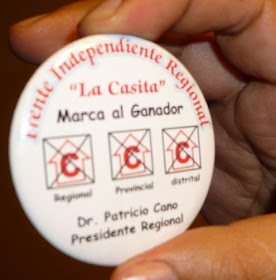 Frente Independiente Regional
"La Casita"
Marca al Ganador
C C C
Regional Provincial distrital
Dr. Patricio Cano
Presidente Regional